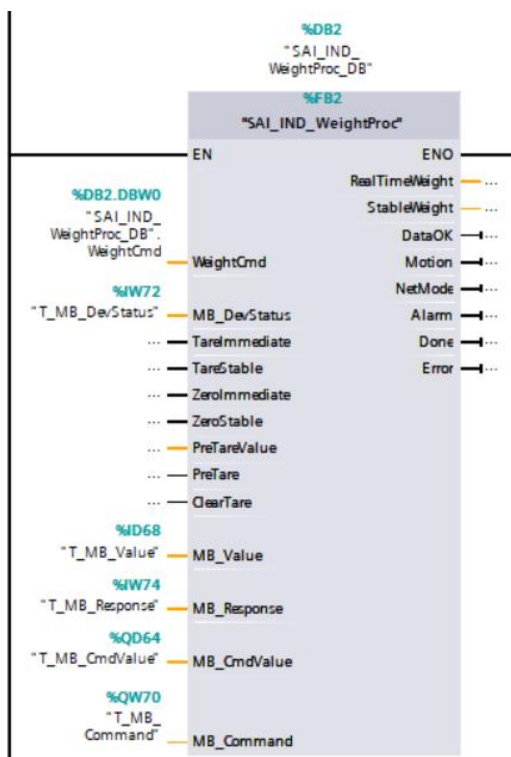 %DB2
"SAI_IND_
WeightProc_DB"
%FB2
"SAI_IND_WeightProc"
EN ENO
RealTimeWeight ...
%DB2.DBW0
StableWeight ...
"SAI_IND_
WeightProc_DB".
DataOK ...
WeightCmd
WeightCmd Motion ...
%IW72
NetMode ...
"T_MB_DevStatus" MB_DevStatus Alarm ...
... TareImmediate Done ...
... TareStable Error ...
... ZeroImmediate
... ZeroStable
... PreTareValue
... PreTare
... ClearTare
%ID68
"T_MB_Value" MB_Value
%IW74
"T_MB_Response" MB_Response
%QD64
"T_MB_CmdValue" MB_CmdValue
%QW70
"T_MB_
Command" MB_Command